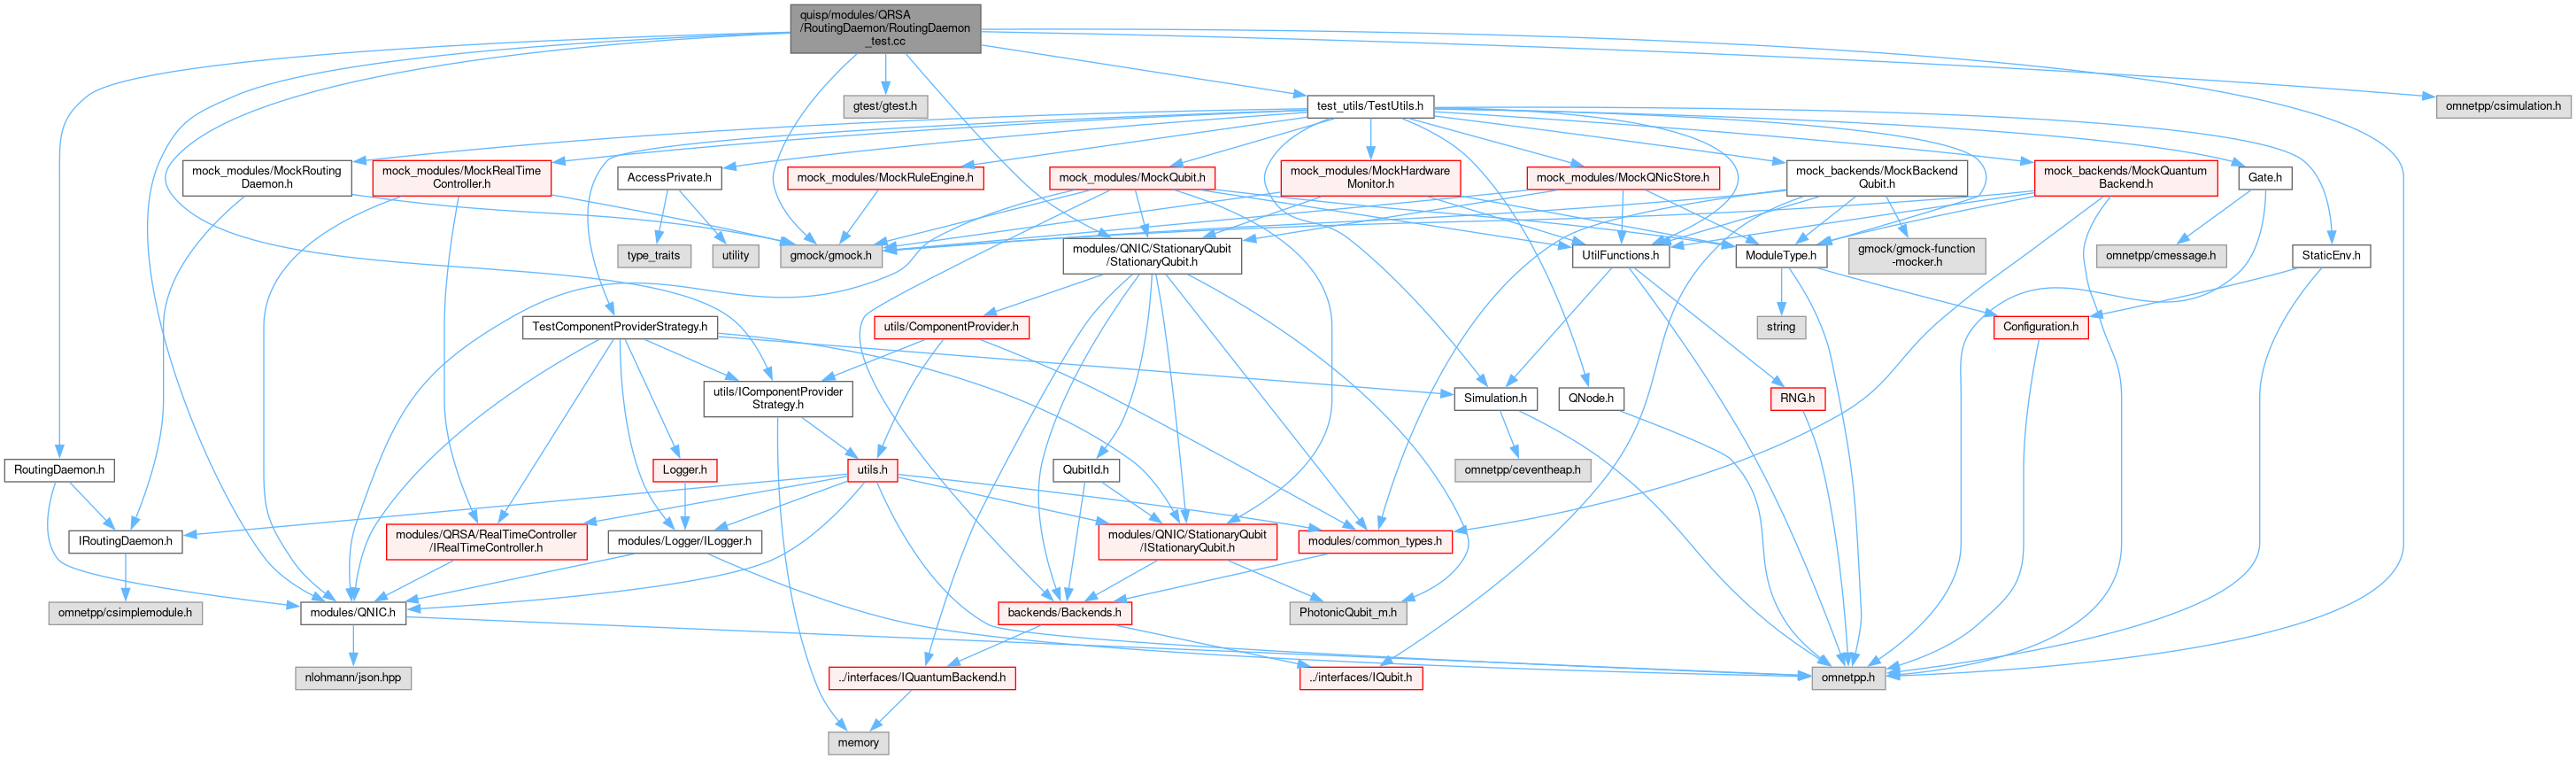 quisp/modules/QRSA
/RoutingDaemon/RoutingDaemon
_test.cc
gtest/gtest.h
test_utils/TestUtils.h
omnetpp/csimulation.h
mock_modules/MockRouting
Daemon.h
mock_modules/MockRealTime
Controller.h
AccessPrivate.h
mock_modules/MockRuleEngine.h
mock_modules/MockQubit.h
mock_modules/MockHardware
Monitor.h
mock_modules/MockQNicStore.h
mock_backends/MockBackend
Qubit.h
mock_backends/MockQuantum
Backend.h
Gate.h
type_traits
utility
gmock/gmock.h
modules/QNIC/StationaryQubit
/StationaryQubit.h
UtilFunctions.h
ModuleType.h
gmock/gmock-function
-mocker.h
omnetpp/cmessage.h
StaticEnv.h
TestComponentProviderStrategy.h
utils/ComponentProvider.h
string
Configuration.h
utils/IComponentProvider
Strategy.h
Simulation.h
QNode.h
RNG.h
RoutingDaemon.h
Logger.h
utils.h
QubitId.h
omnetpp/ceventheap.h
IRoutingDaemon.h
modules/QRSA/RealTimeController
/IRealTimeController.h
modules/Logger/ILogger.h
modules/QNIC/StationaryQubit
/IStationaryQubit.h
modules/common_types.h
omnetpp/csimplemodule.h
modules/QNIC.h
backends/Backends.h
PhotonicQubit_m.h
nlohmann/json.hpp
../interfaces/IQuantumBackend.h
../interfaces/IQubit.h
omnetpp.h
memory